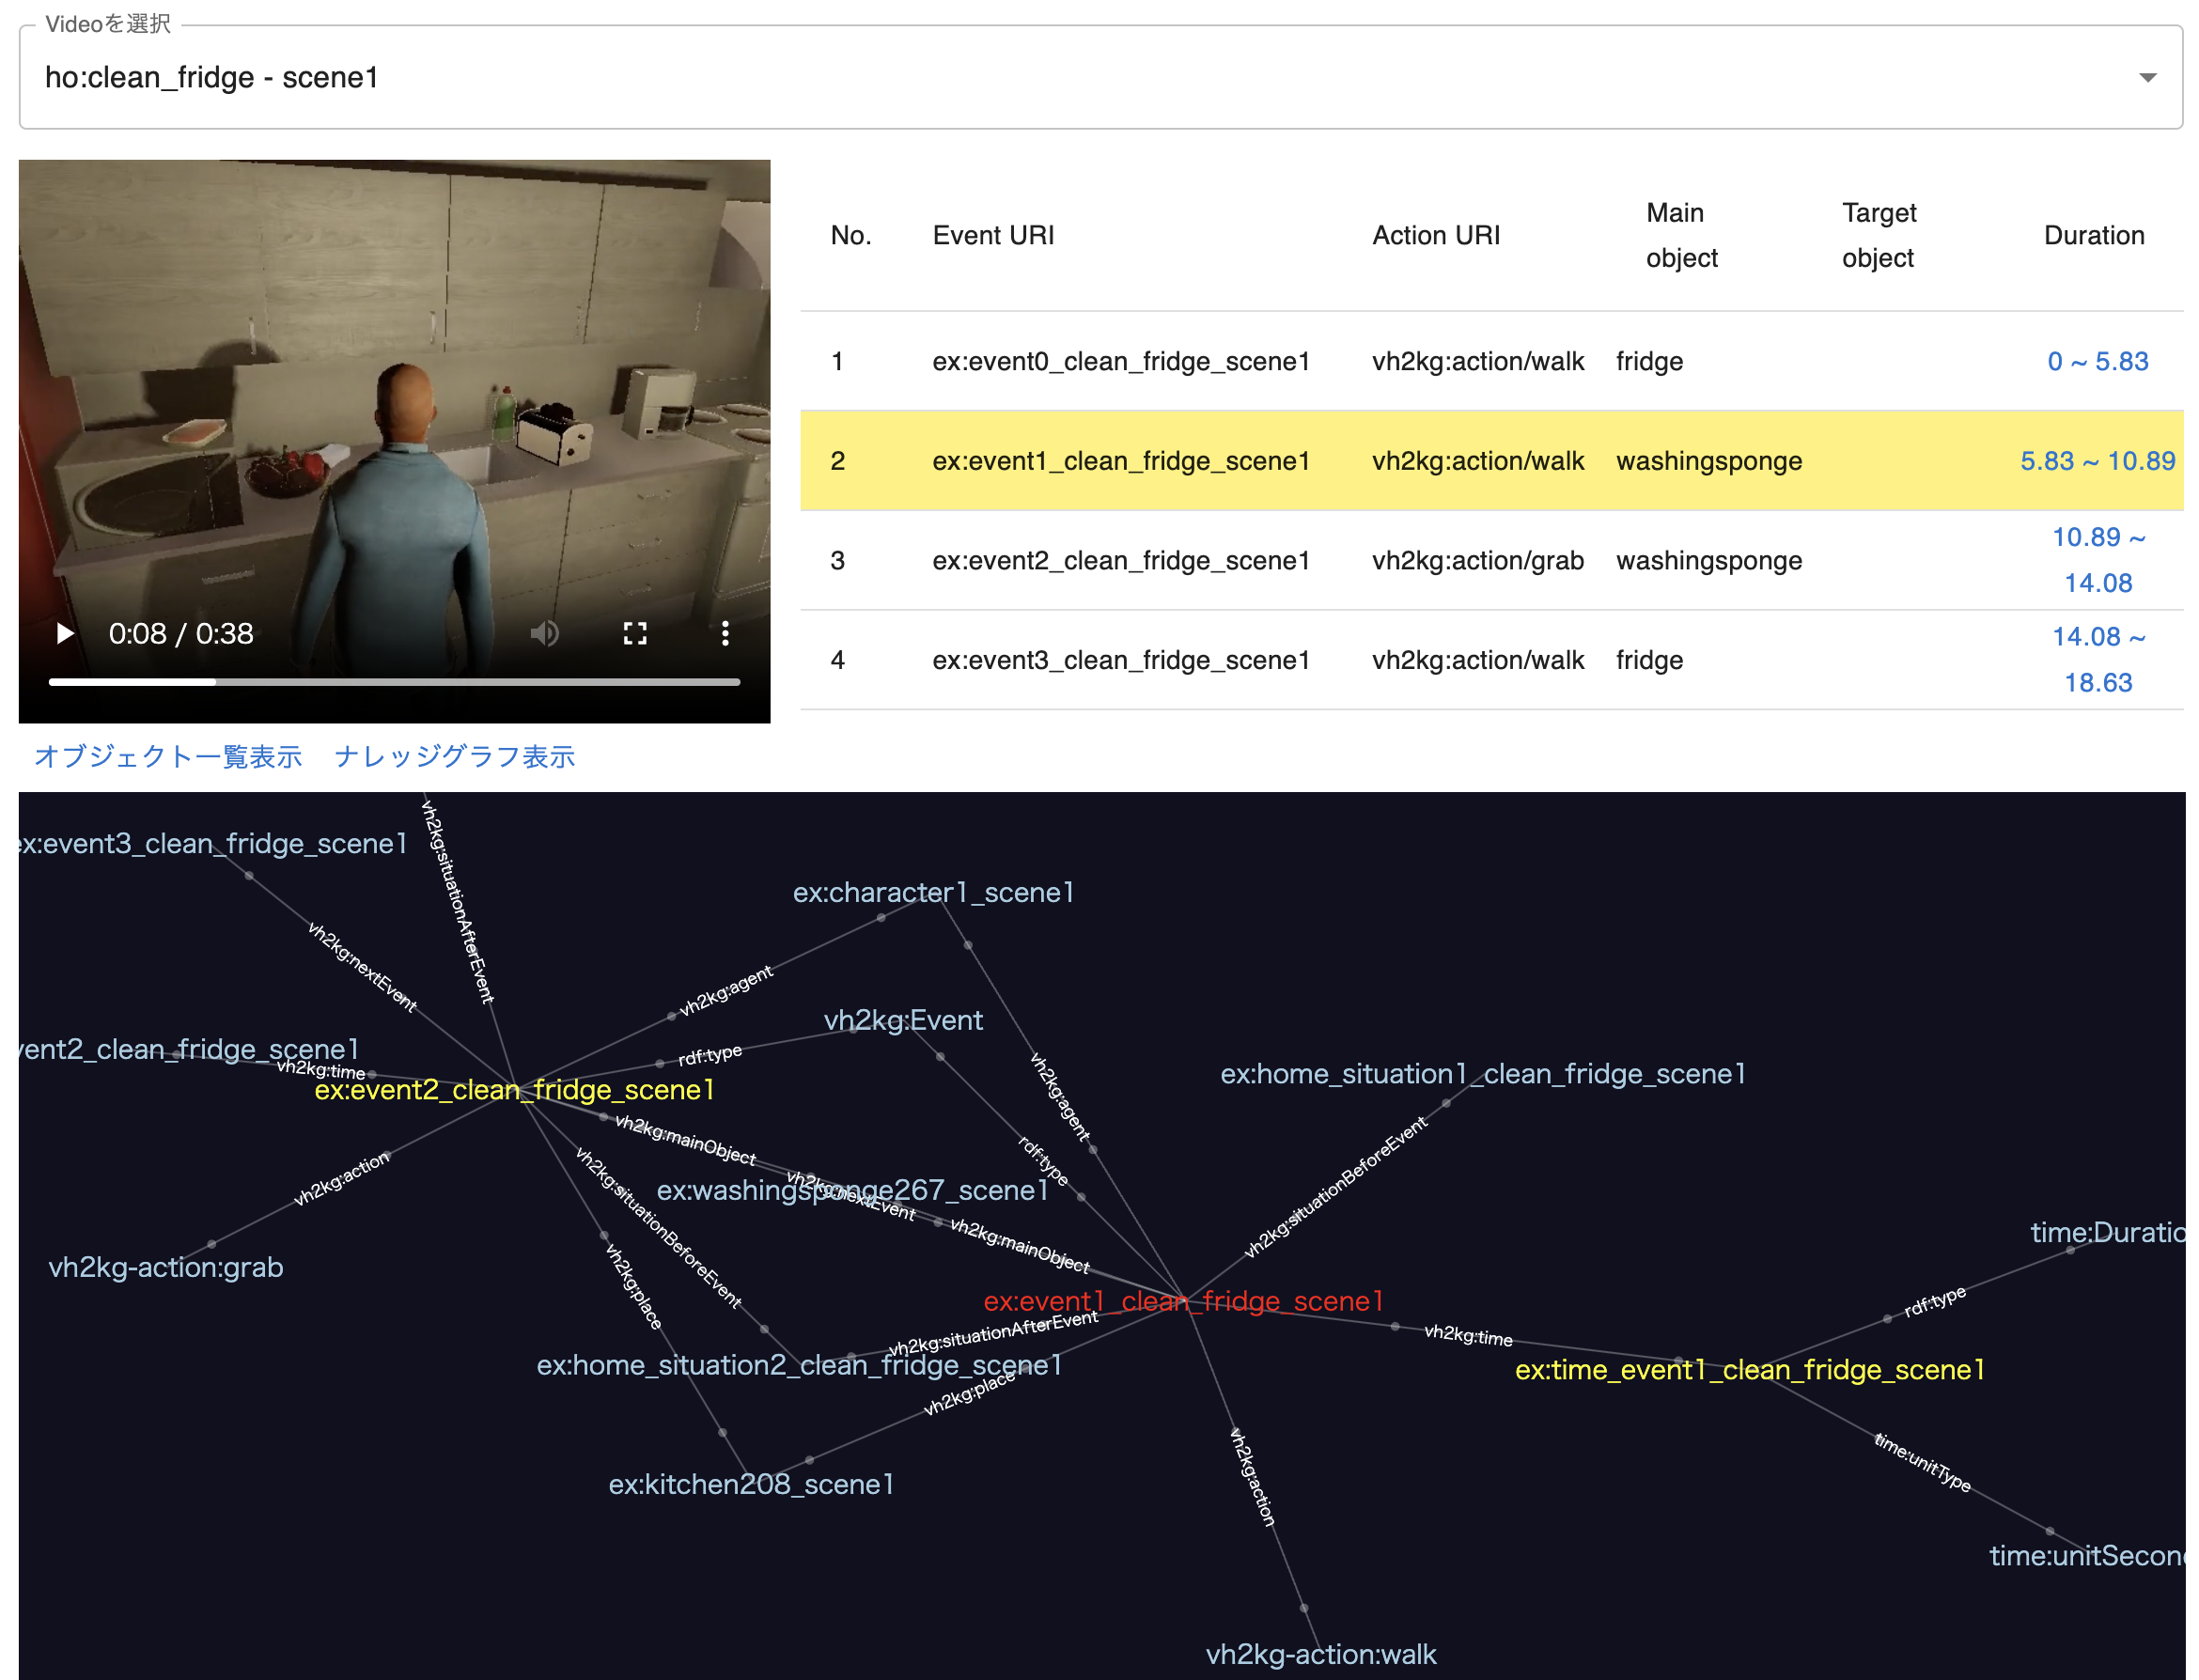 Videoを選択
ho:clean_fridge - scene1
No. Event URI Action URI Main object Target object Duration
1 ex:event0_clean_fridge_scene1 vh2kg:action/walk fridge 0 ~ 5.83
2 ex:event1_clean_fridge_scene1 vh2kg:action/walk washingsponge 5.83 ~ 10.89
3 ex:event2_clean_fridge_scene1 vh2kg:action/grab washingsponge 10.89 ~ 14.08
4 ex:event3_clean_fridge_scene1 vh2kg:action/walk fridge 14.08 ~ 18.63
0:08 / 0:38
オブジェクト一覧表示 ナレッジグラフ表示
vh2kg:situationAfterEvent
ex:event3_clean_fridge_scene1
ex:character1_scene1
vh2kg:nextEvent
vh2kg:agent
vh2kg:Event
vent2_clean_fridge_scene1
rdf:type
vh2kg:time
ex:event2_clean_fridge_scene1
vh2kg:agent
ex:home_situation1_clean_fridge_scene1
vh2kg:mainObject
rdf:type
vh2kg:action
vh2kg:situationBeforeEvent
ex:washingsponge267_scene1
vh2kg:nextEvent
vh2kg:situationBeforeEvent
vh2kg:mainObject
time:Duratio
vh2kg-action:grab
vh2kg:place
ex:event1_clean_fridge_scene1
rdf:type
vh2kg:situationAfterEvent
vh2kg:time
ex:home_situation2_clean_fridge_scene1
ex:time_event1_clean_fridge_scene1
vh2kg:place
vh2kg:action
time:unitType
ex:kitchen208_scene1
time:unitSecon
vh2kg-action:walk